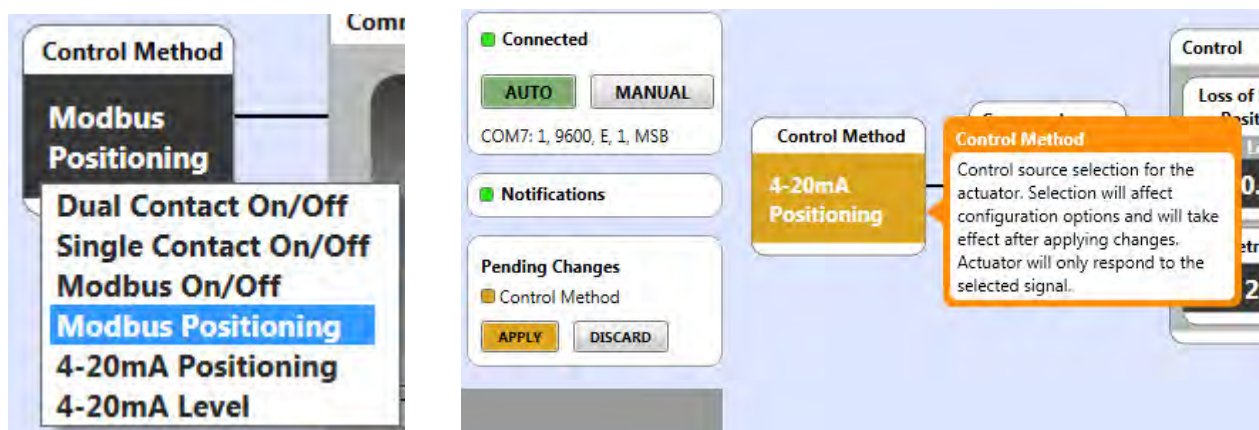 Control Method
Modbus
Positioning
Dual Contact On/Off
Single Contact On/Off
Modbus On/Off
Modbus Positioning
4-20mA Positioning
4-20mA Level
Connected
AUTO
MANUAL
COM7: 1, 9600, E, 1, MSB
Notifications
Pending Changes
Control Method
APPLY
DISCARD
Control Method
4-20mA
Positioning
Control Method
Control source selection for the
actuator. Selection will affect
configuration options and will take
effect after applying changes.
Actuator will only respond to the
selected signal.
Control
Loss of